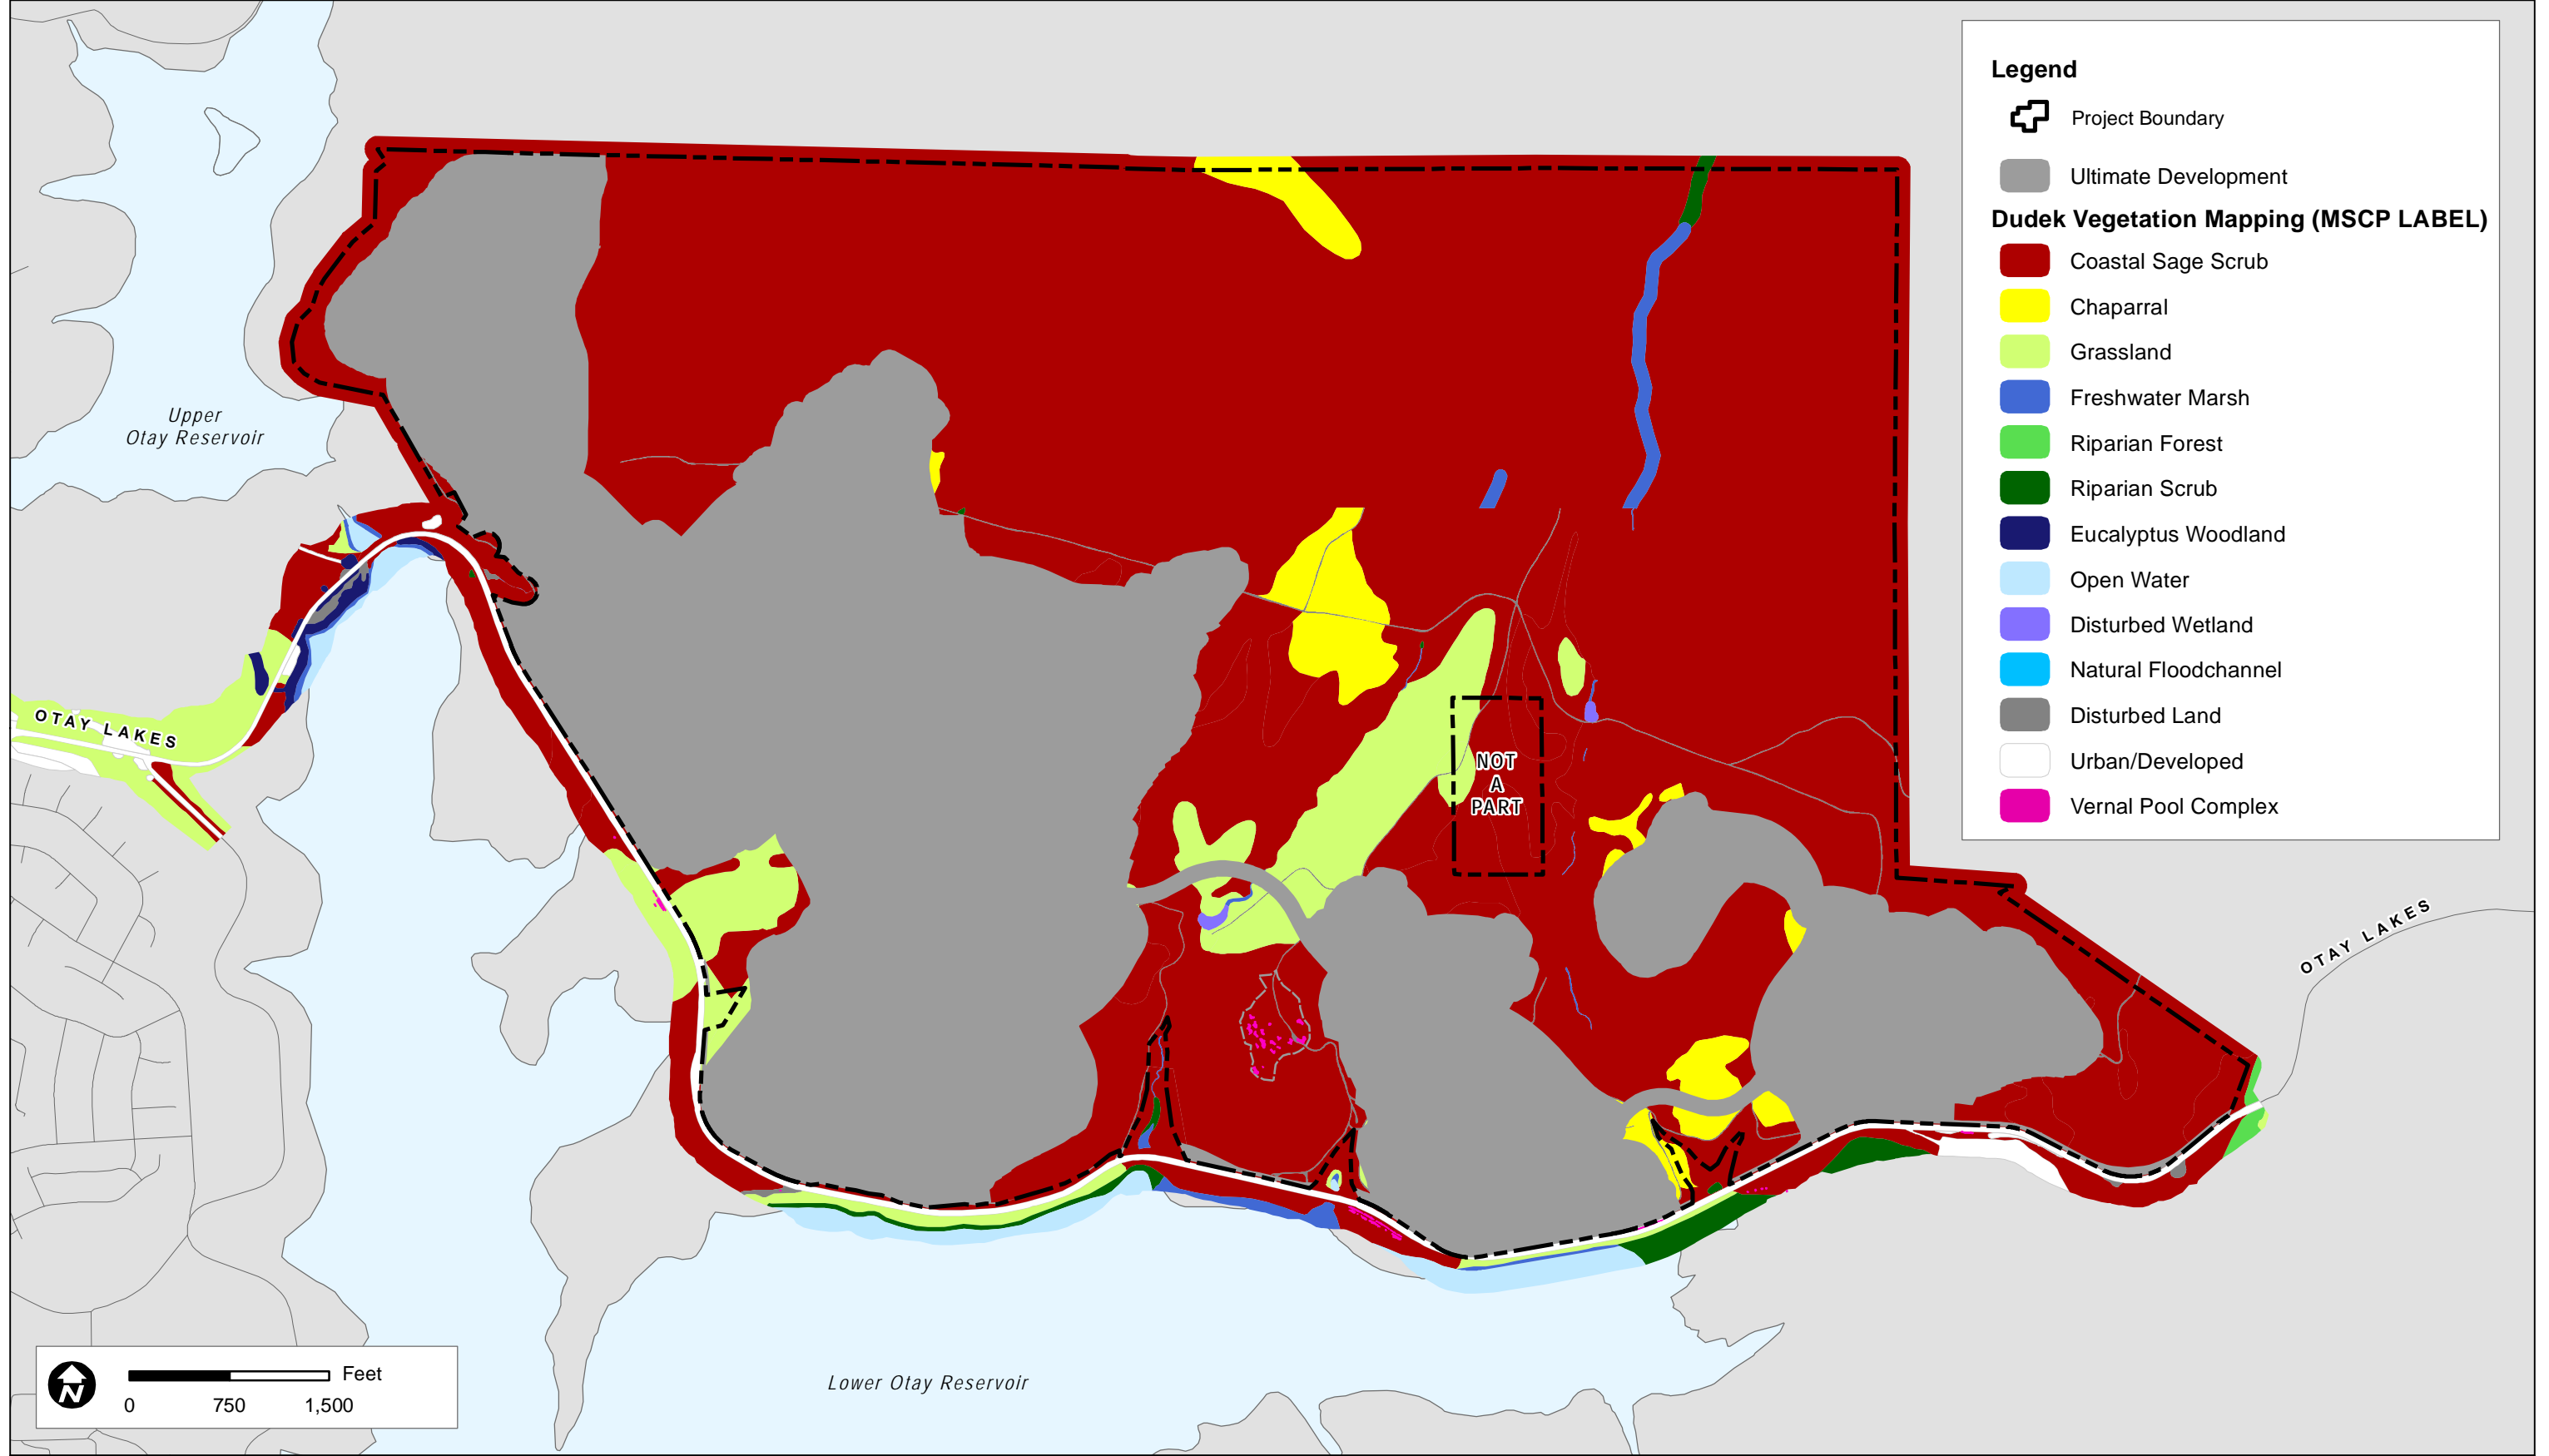 Legend
Project Boundary
Ultimate Development
Dudek Vegetation Mapping (MSCP LABEL)
Coastal Sage Scrub
Chaparral
Grassland
Freshwater Marsh
Riparian Forest
Riparian Scrub
Eucalyptus Woodland
Open Water
Disturbed Wetland
Natural Floodchannel
Disturbed Land
Urban/Developed
Vernal Pool Complex
Upper
Otay Reservoir
OTAY LAKES
NOT
A
PART
OTAY LAKES
Lower Otay Reservoir
N
Feet
0 750 1,500